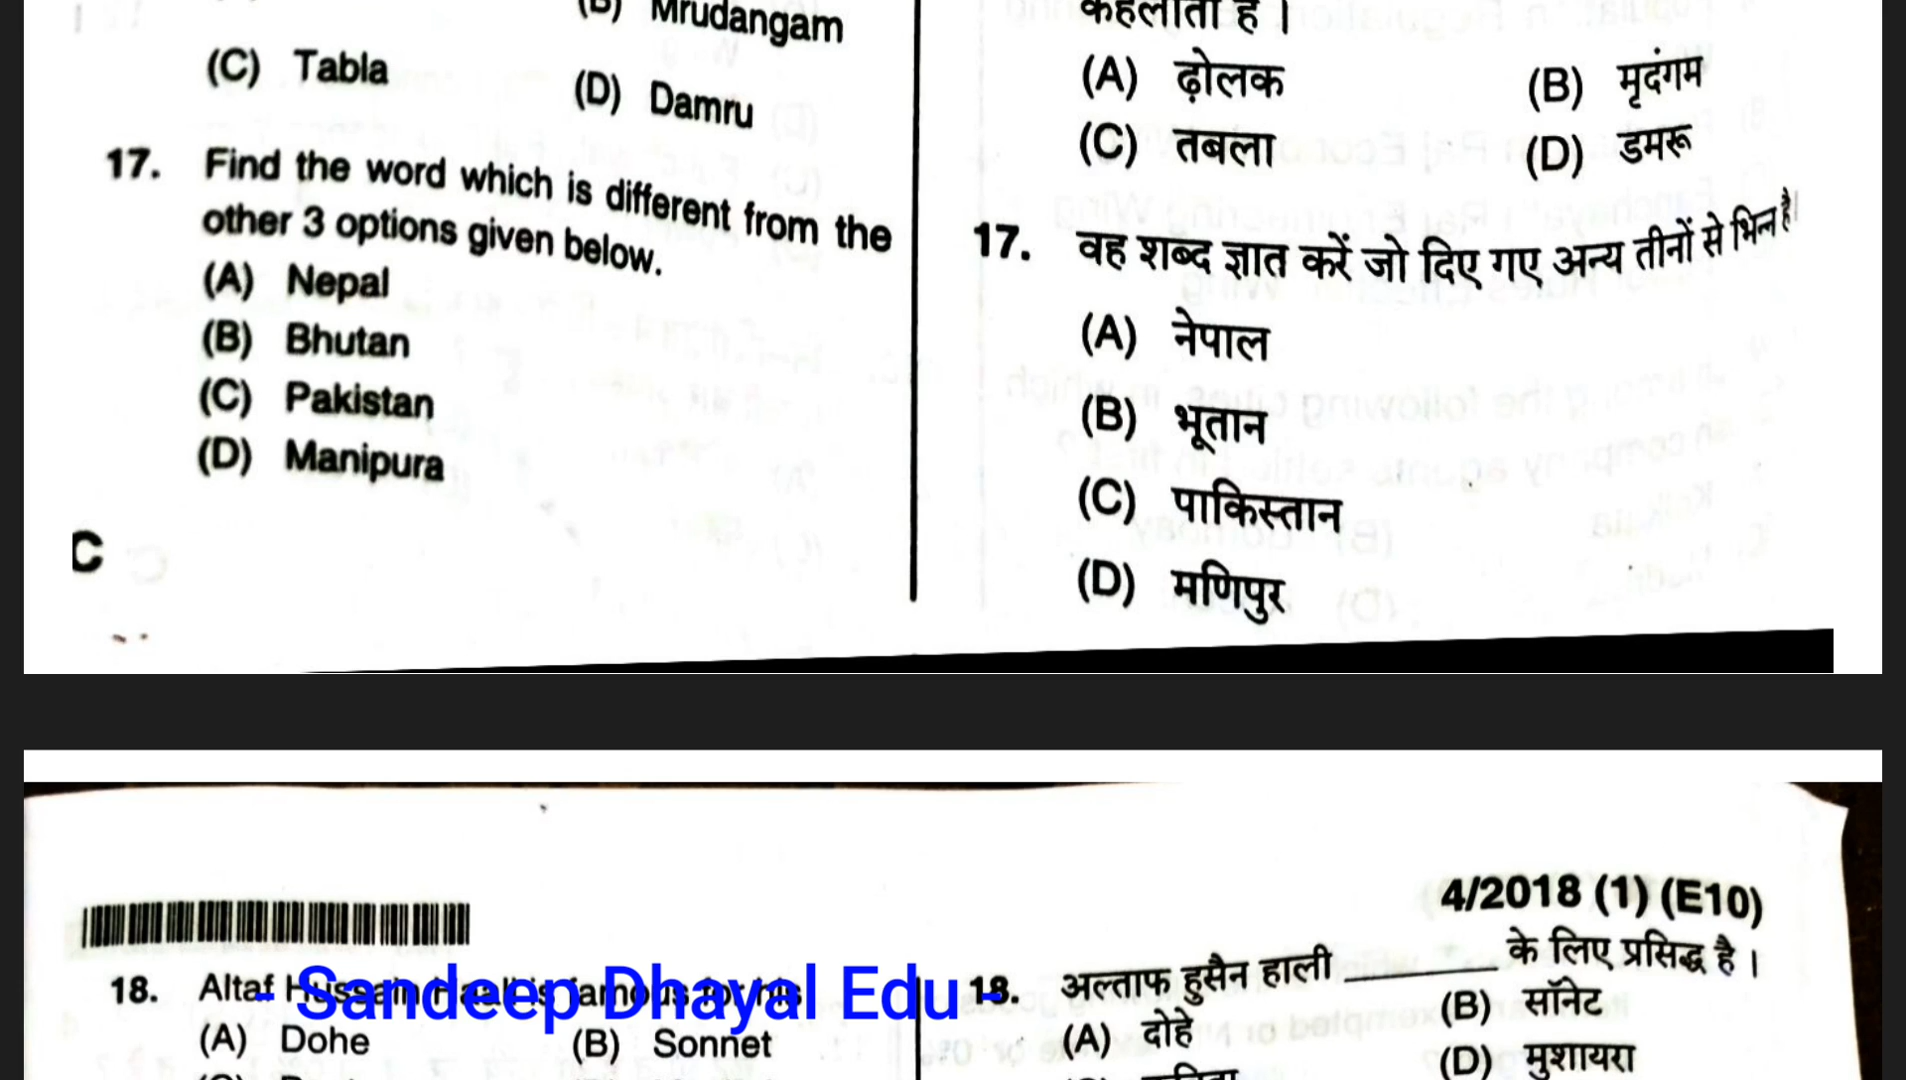 (B) Mrudangam
(C) Tabla
(D) Damru
17. Find the word which is different from the
other 3 options given below.
(A) Nepal
(B) Bhutan
(C) Pakistan
(D) Manipura
C
कहलाता है ।
(A) ढ़ोलक (B) मृदंगम
(C) तबला (D) डमरू
17. वह शब्द ज्ञात करें जो दिए गए अन्य तीनों से भिन्न है।
(A) नेपाल
(B) भूतान
(C) पाकिस्तान
(D) मणिपुर
4/2018 (1) (E10)
18. Altaf
(A) Dohe (B) Sonnet
- Sandeep Dhayal Edu -
18. अल्ताफ हुसैन हाली ________ के लिए प्रसिद्ध है ।
(A) दोहे (B) सॉनेट
(D) मुशायरा